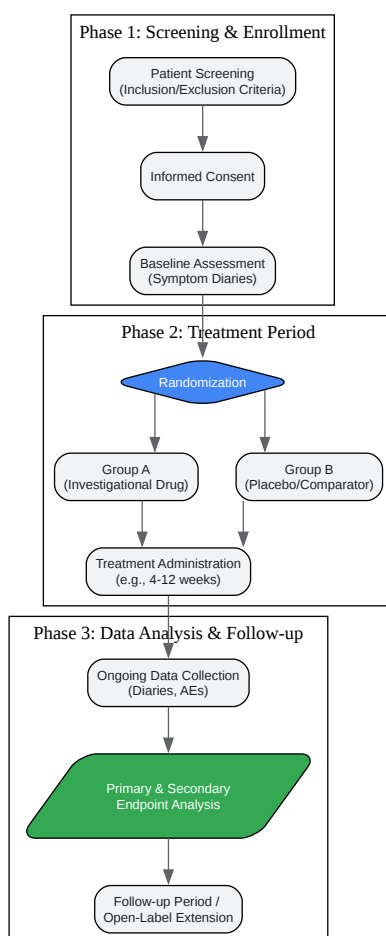 Phase 1: Screening & Enrollment
Patient Screening
(Inclusion/Exclusion Criteria)
Informed Consent
Baseline Assessment
(Symptom Diaries)
Phase 2: Treatment Period
Randomization
Group A
(Investigational Drug)
Group B
(Placebo/Comparator)
Treatment Administration
(e.g., 4-12 weeks)
Phase 3: Data Analysis & Follow-up
Ongoing Data Collection
(Diaries, AEs)
Primary & Secondary
Endpoint Analysis
Follow-up Period /
Open-Label Extension